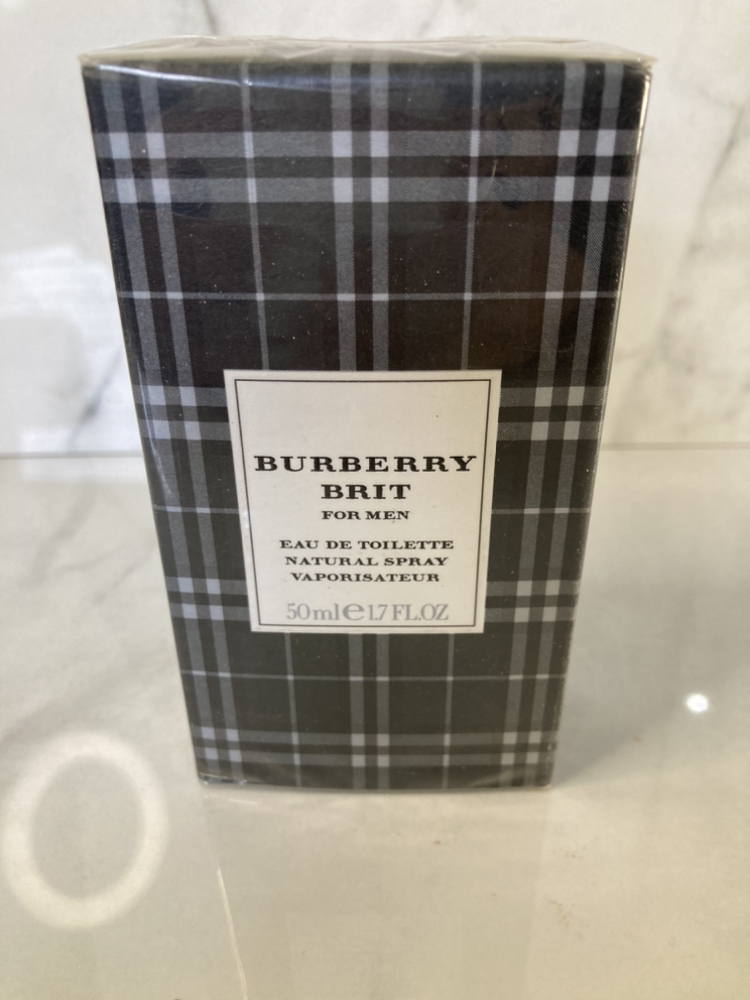 BURBERRY
BRIT
FOR MEN
EAU DE TOILETTE
NATURAL SPRAY
VAPORISATEUR
50ml℮1.7 FL.OZ